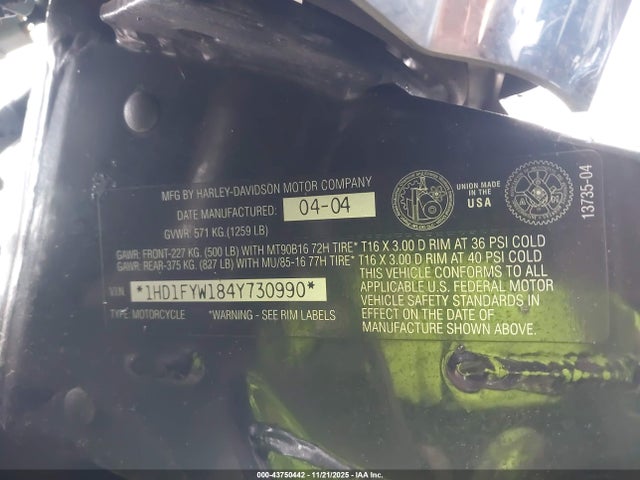 MFG BY HARLEY-DAVIDSON MOTOR COMPANY
DATE MANUFACTURED: 04-04
GVWR: 571 KG. (1259 LB)
GAWR: FRONT-227 KG. (500 LB) WITH MT90B16 72H TIRE* T16 X 3.00 D RIM AT 36 PSI COLD
GAWR: REAR-375 KG. (827 LB) WITH MU/85-16 77H TIRE* T16 X 3.00 D RIM AT 40 PSI COLD
VIN *1HD1FYW184Y730990*
TYPE: MOTORCYCLE *WARNING - SEE RIM LABELS
THIS VEHICLE CONFORMS TO ALL
APPLICABLE U.S. FEDERAL MOTOR
VEHICLE SAFETY STANDARDS IN
EFFECT ON THE DATE OF
MANUFACTURE SHOWN ABOVE.
UNION MADE
IN THE
USA
13735-04
000-43750442 - 11/21/2025 - IAA Inc.